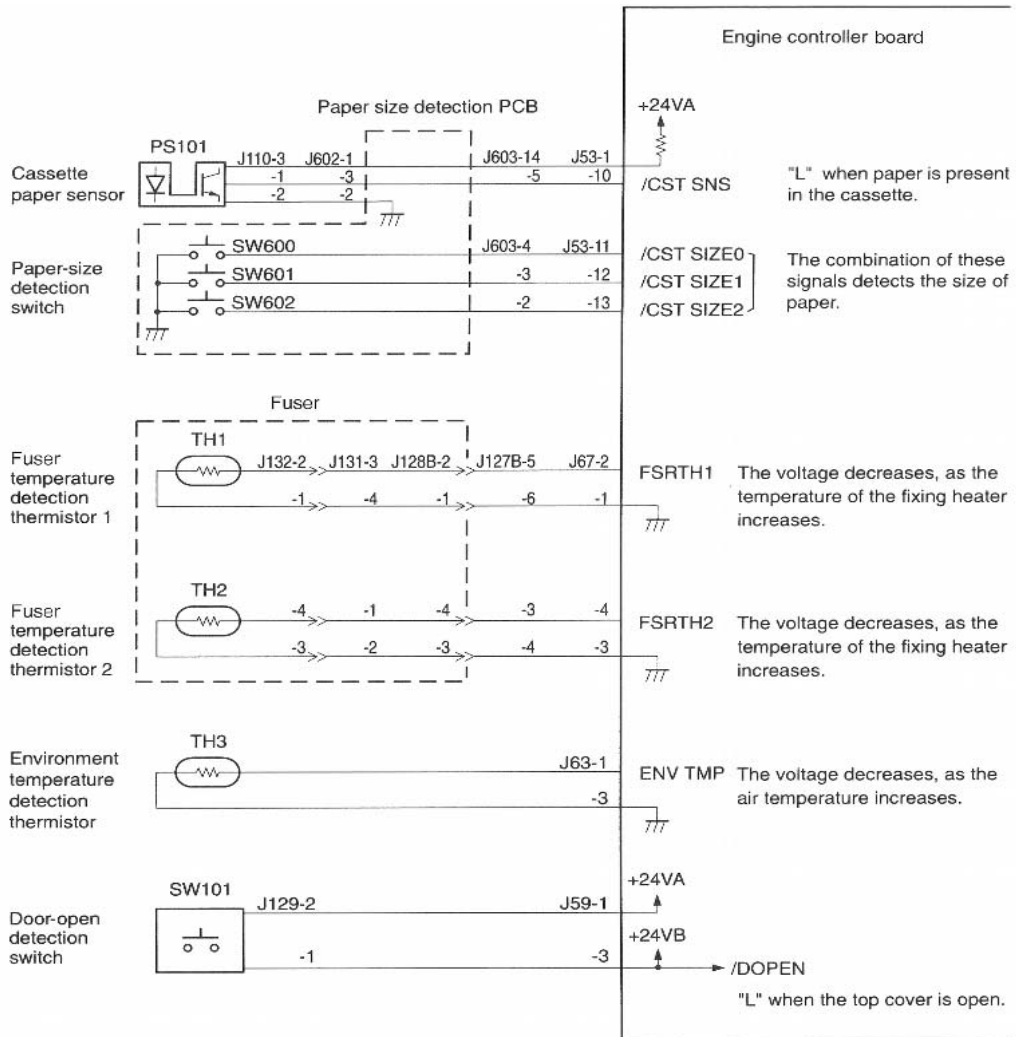 Engine controller board
Paper size detection PCB
+24VA
PS101
J110-3 J602-1 J603-14 J53-1
Cassette
paper sensor
-1 -3 -5 -10
-2 -2
/CST SNS
"L" when paper is present
in the cassette.
Paper-size
detection
switch
SW600 J603-4 J53-11 /CST SIZE0
SW601 -3 -12 /CST SIZE1
SW602 -2 -13 /CST SIZE2
The combination of these
signals detects the size of
paper.
Fuser
Fuser
temperature
detection
thermistor 1
TH1
J132-2 J131-3 J128B-2 J127B-5 J67-2 FSRTH1
-1 -4 -1 -6 -1
The voltage decreases, as the
temperature of the fixing heater
increases.
Fuser
temperature
detection
thermistor 2
TH2
-4 -1 -4 -3 -4 FSRTH2
-3 -2 -3 -4 -3
The voltage decreases, as the
temperature of the fixing heater
increases.
Environment
temperature
detection
thermistor
TH3
J63-1 ENV TMP
-3
The voltage decreases, as the
air temperature increases.
Door-open
detection
switch
SW101
+24VA
J129-2 J59-1
+24VB
-1 -3 /DOPEN
"L" when the top cover is open.